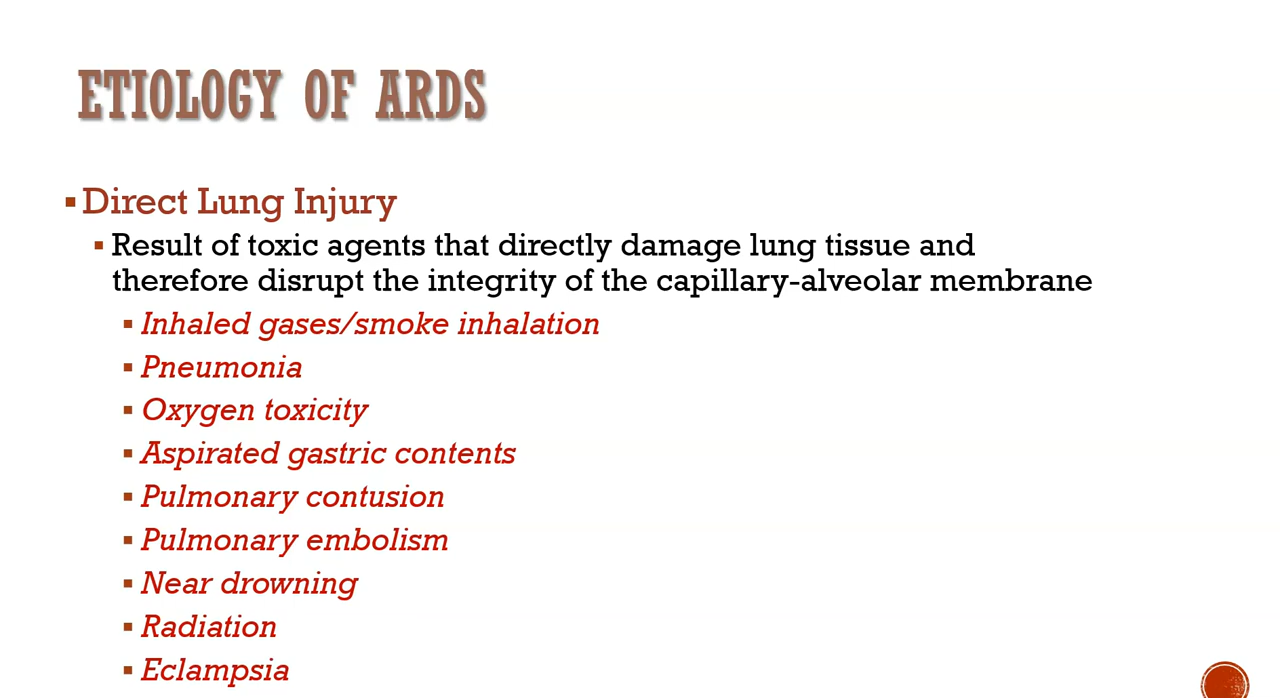 ETIOLOGY OF ARDS
Direct Lung Injury
Result of toxic agents that directly damage lung tissue and
therefore disrupt the integrity of the capillary-alveolar membrane
Inhaled gases/smoke inhalation
Pneumonia
Oxygen toxicity
Aspirated gastric contents
Pulmonary contusion
Pulmonary embolism
Near drowning
Radiation
Eclampsia